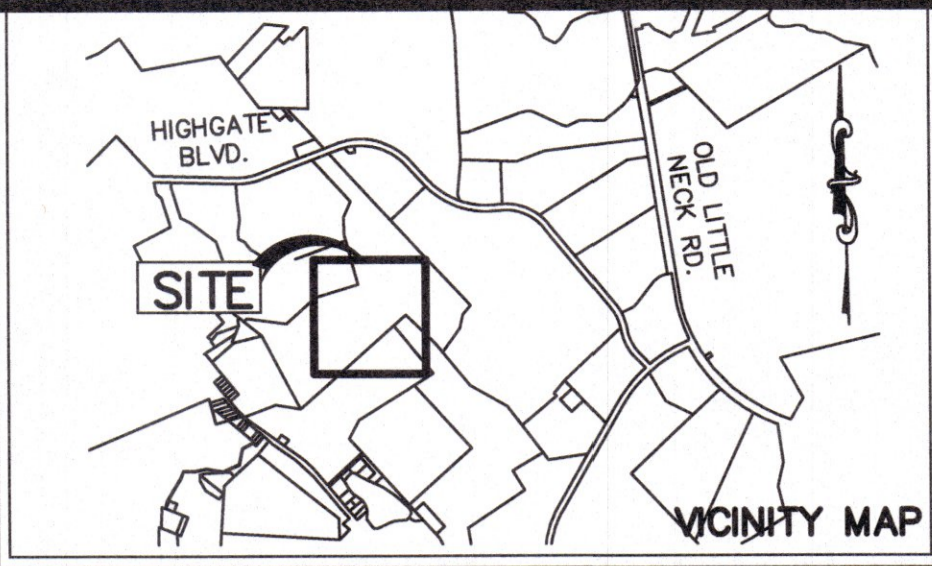 HIGHGATE
BLVD.
OLD LITTLE
NECK RD.
SITE
VICINITY MAP